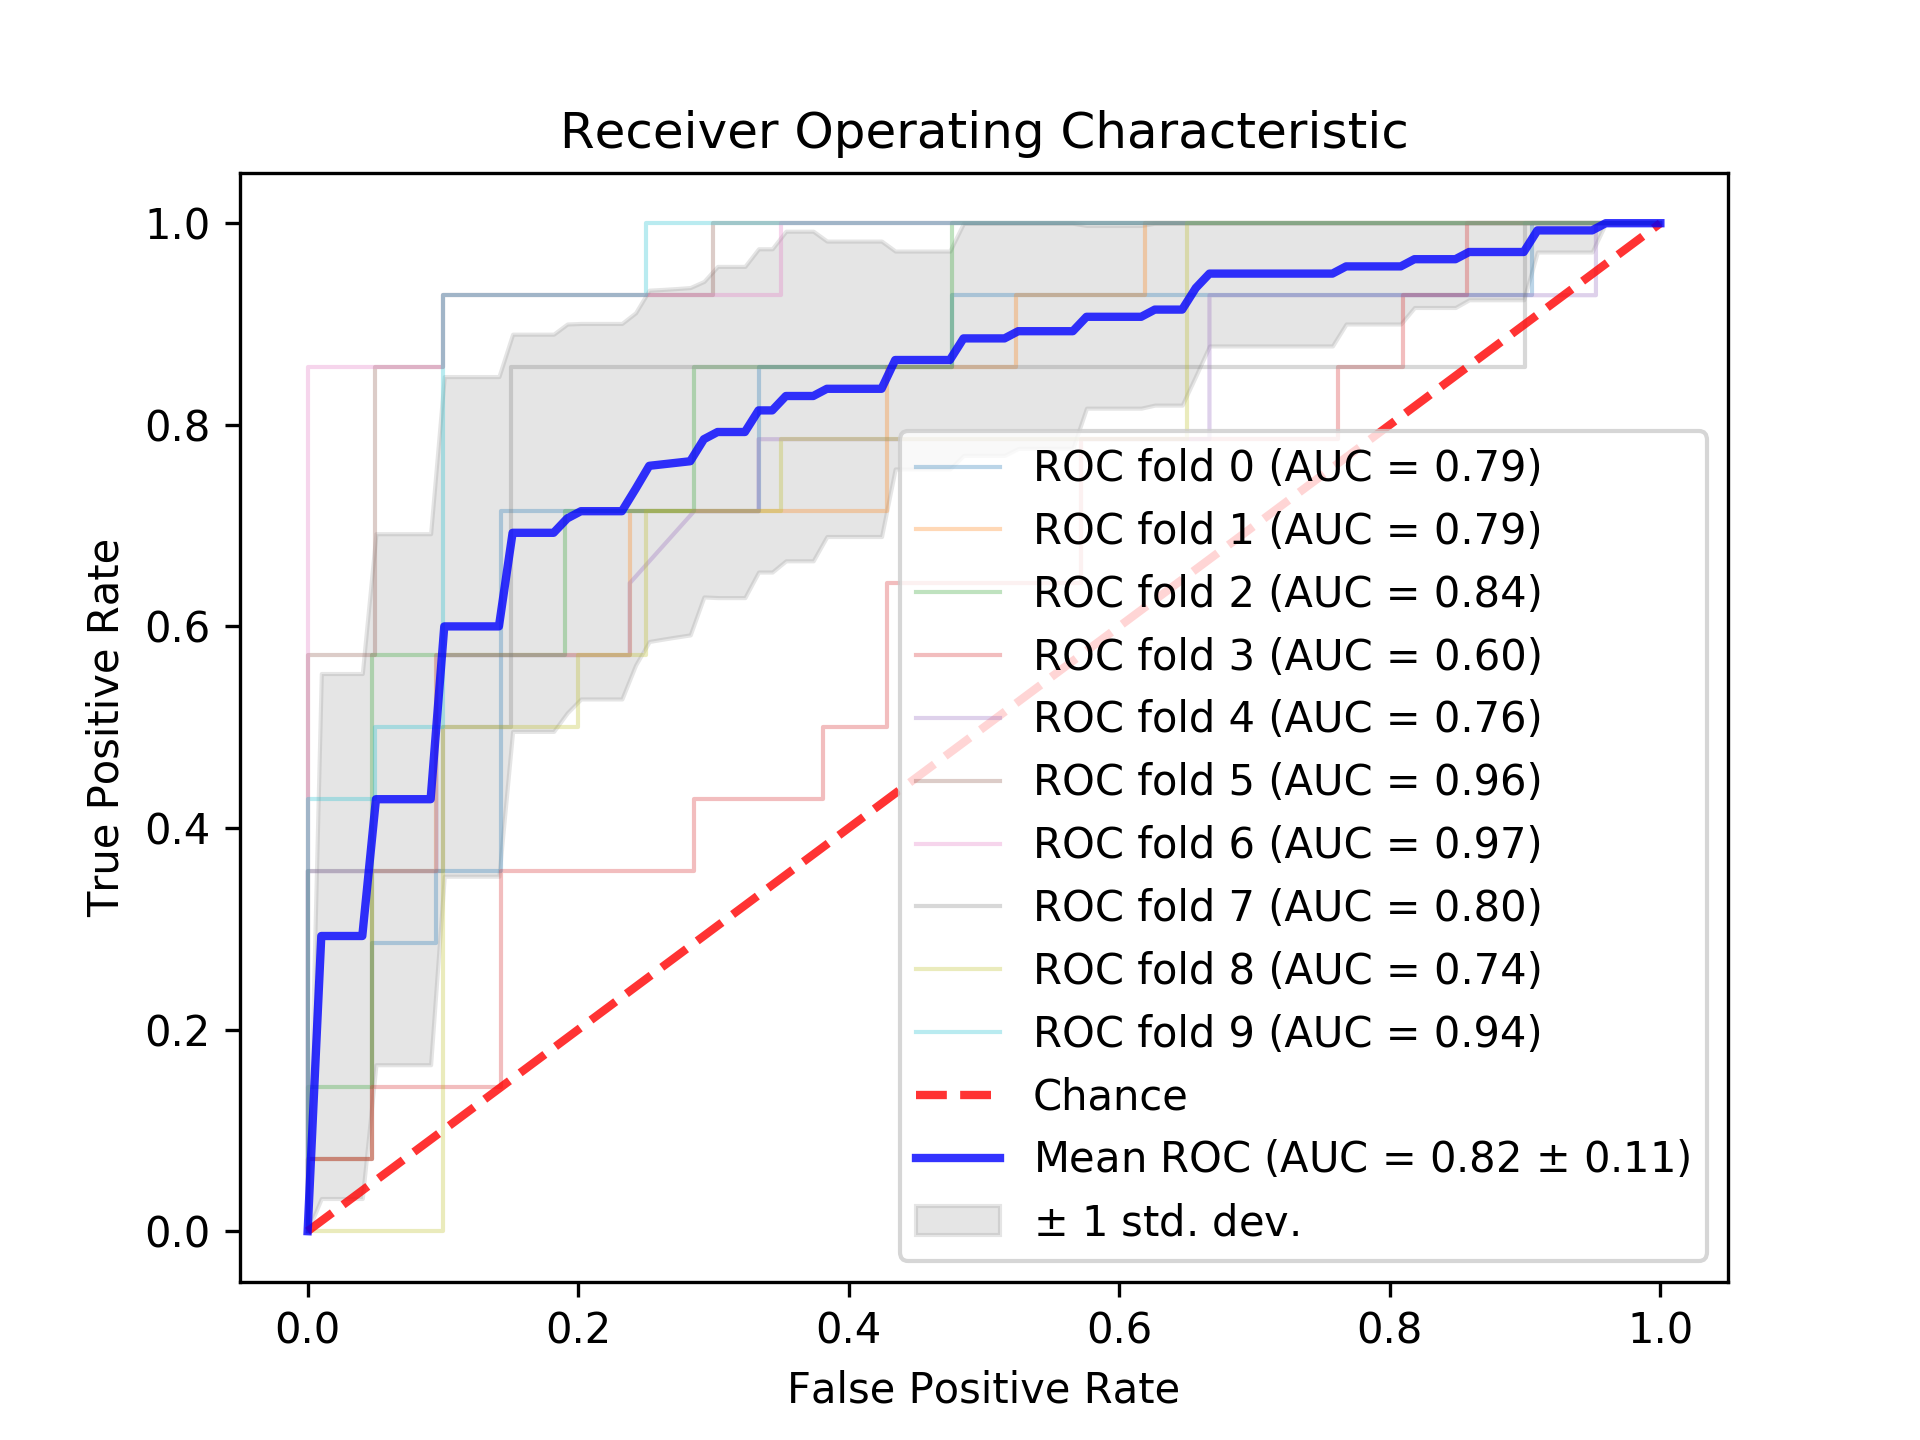 Receiver Operating Characteristic
True Positive Rate
1.0
0.8
0.6
0.4
0.2
0.0
ROC fold 0 (AUC = 0.79)
ROC fold 1 (AUC = 0.79)
ROC fold 2 (AUC = 0.84)
ROC fold 3 (AUC = 0.60)
ROC fold 4 (AUC = 0.76)
ROC fold 5 (AUC = 0.96)
ROC fold 6 (AUC = 0.97)
ROC fold 7 (AUC = 0.80)
ROC fold 8 (AUC = 0.74)
ROC fold 9 (AUC = 0.94)
Chance
Mean ROC (AUC = 0.82 ± 0.11)
± 1 std. dev.
0.0 0.2 0.4 0.6 0.8 1.0
False Positive Rate